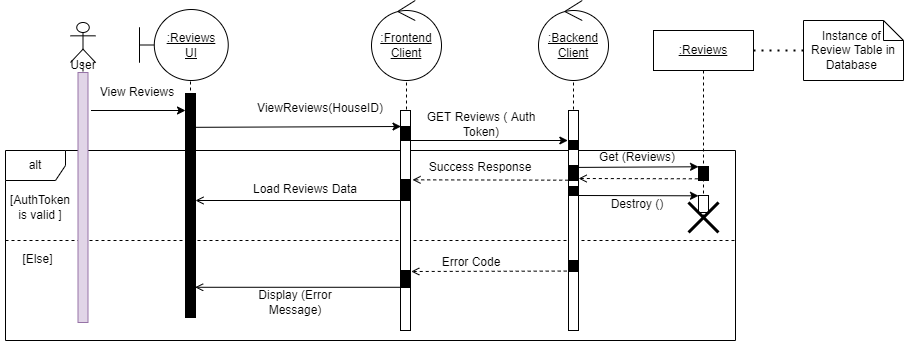 :Reviews
UI
:Frontend
Client
:Backend
Client
:Reviews
Instance of
Review Table in
Database
User
View Reviews
ViewReviews(HouseID)
GET Reviews ( Auth
Token)
alt
Get (Reviews)
Success Response
Load Reviews Data
[AuthToken
is valid ]
Destroy ()
[Else]
Error Code
Display (Error
Message)